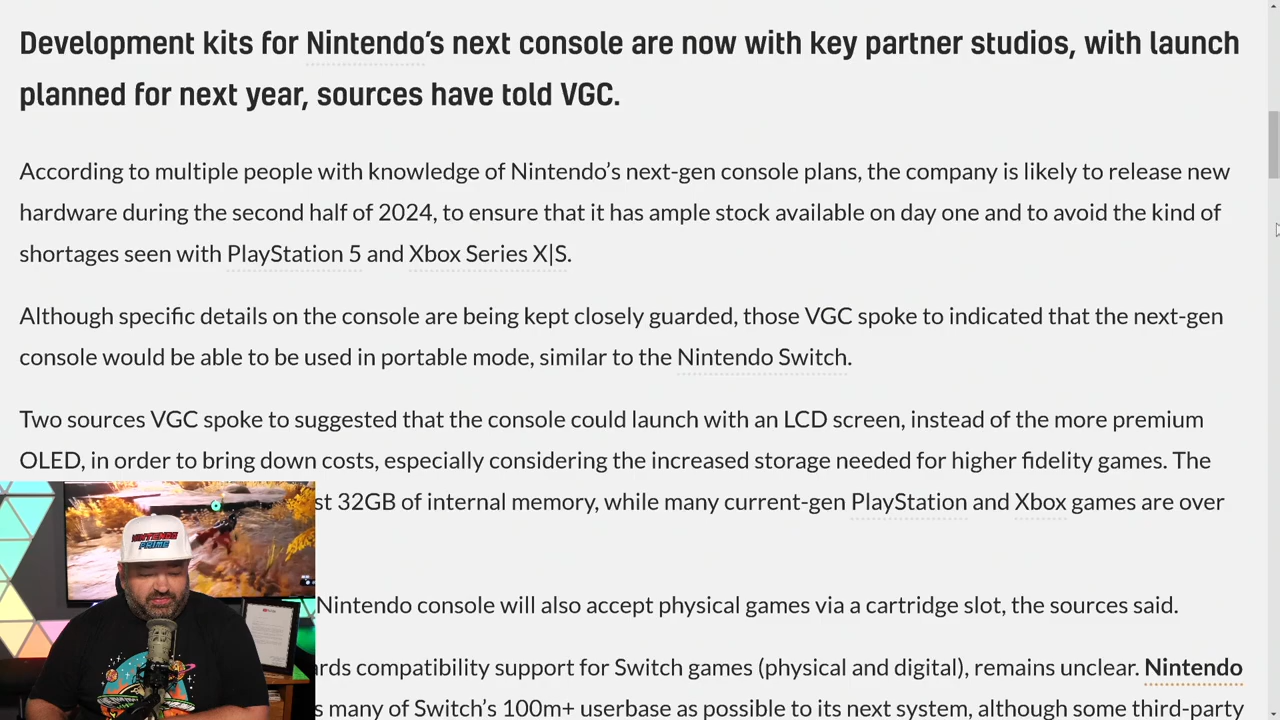 Development kits for Nintendo's next console are now with key partner studios, with launch
planned for next year, sources have told VGC.
According to multiple people with knowledge of Nintendo's next-gen console plans, the company is likely to release new
hardware during the second half of 2024, to ensure that it has ample stock available on day one and to avoid the kind of
shortages seen with PlayStation 5 and Xbox Series X|S.
Although specific details on the console are being kept closely guarded, those VGC spoke to indicated that the next-gen
console would be able to be used in portable mode, similar to the Nintendo Switch.
Two sources VGC spoke to suggested that the console could launch with an LCD screen, instead of the more premium
OLED, in order to bring down costs, especially considering the increased storage needed for higher fidelity games. The
st 32GB of internal memory, while many current-gen PlayStation and Xbox games are over
Nintendo console will also accept physical games via a cartridge slot, the sources said.
rds compatibility support for Switch games (physical and digital), remains unclear. Nintendo
s many of Switch's 100m+ userbase as possible to its next system, although some third-party
NINTENDO
PRIME